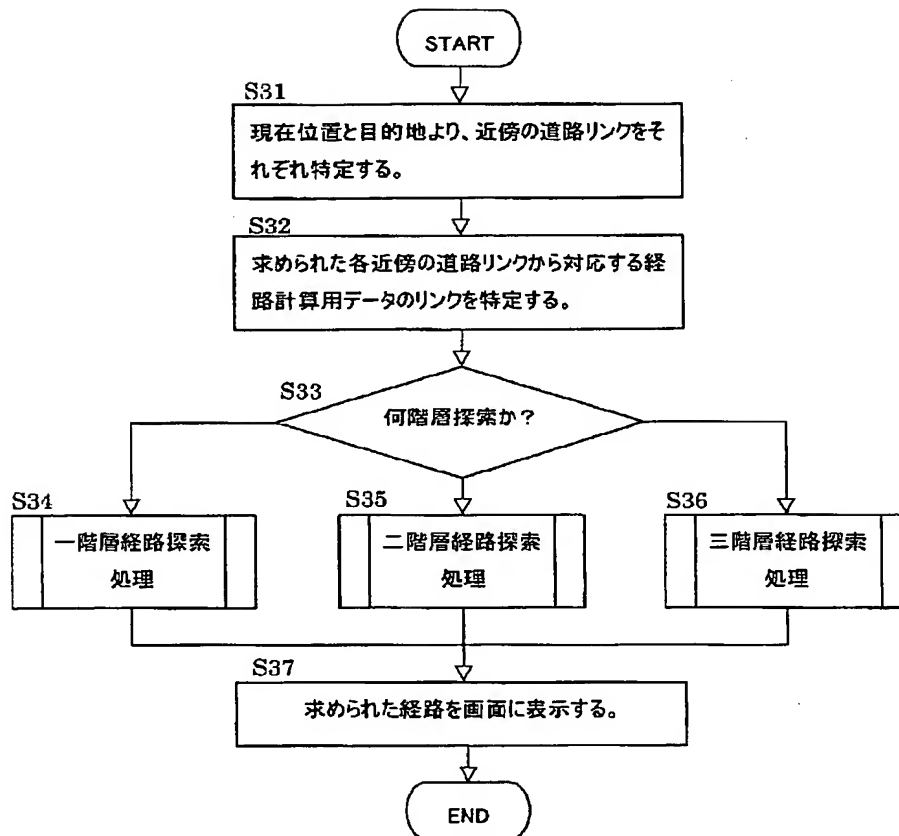 START
S31
現在位置と目的地より、近傍の道路リンクをそ
れぞれ特定する。
S32
求められた各近傍の道路リンクから対応する経
路計算用データのリンクを特定する。
S33
何階層探索か?
S34
一階層経路探索
処理
S35
二階層経路探索
処理
S36
三階層経路探索
処理
S37
求められた経路を画面に表示する。
END